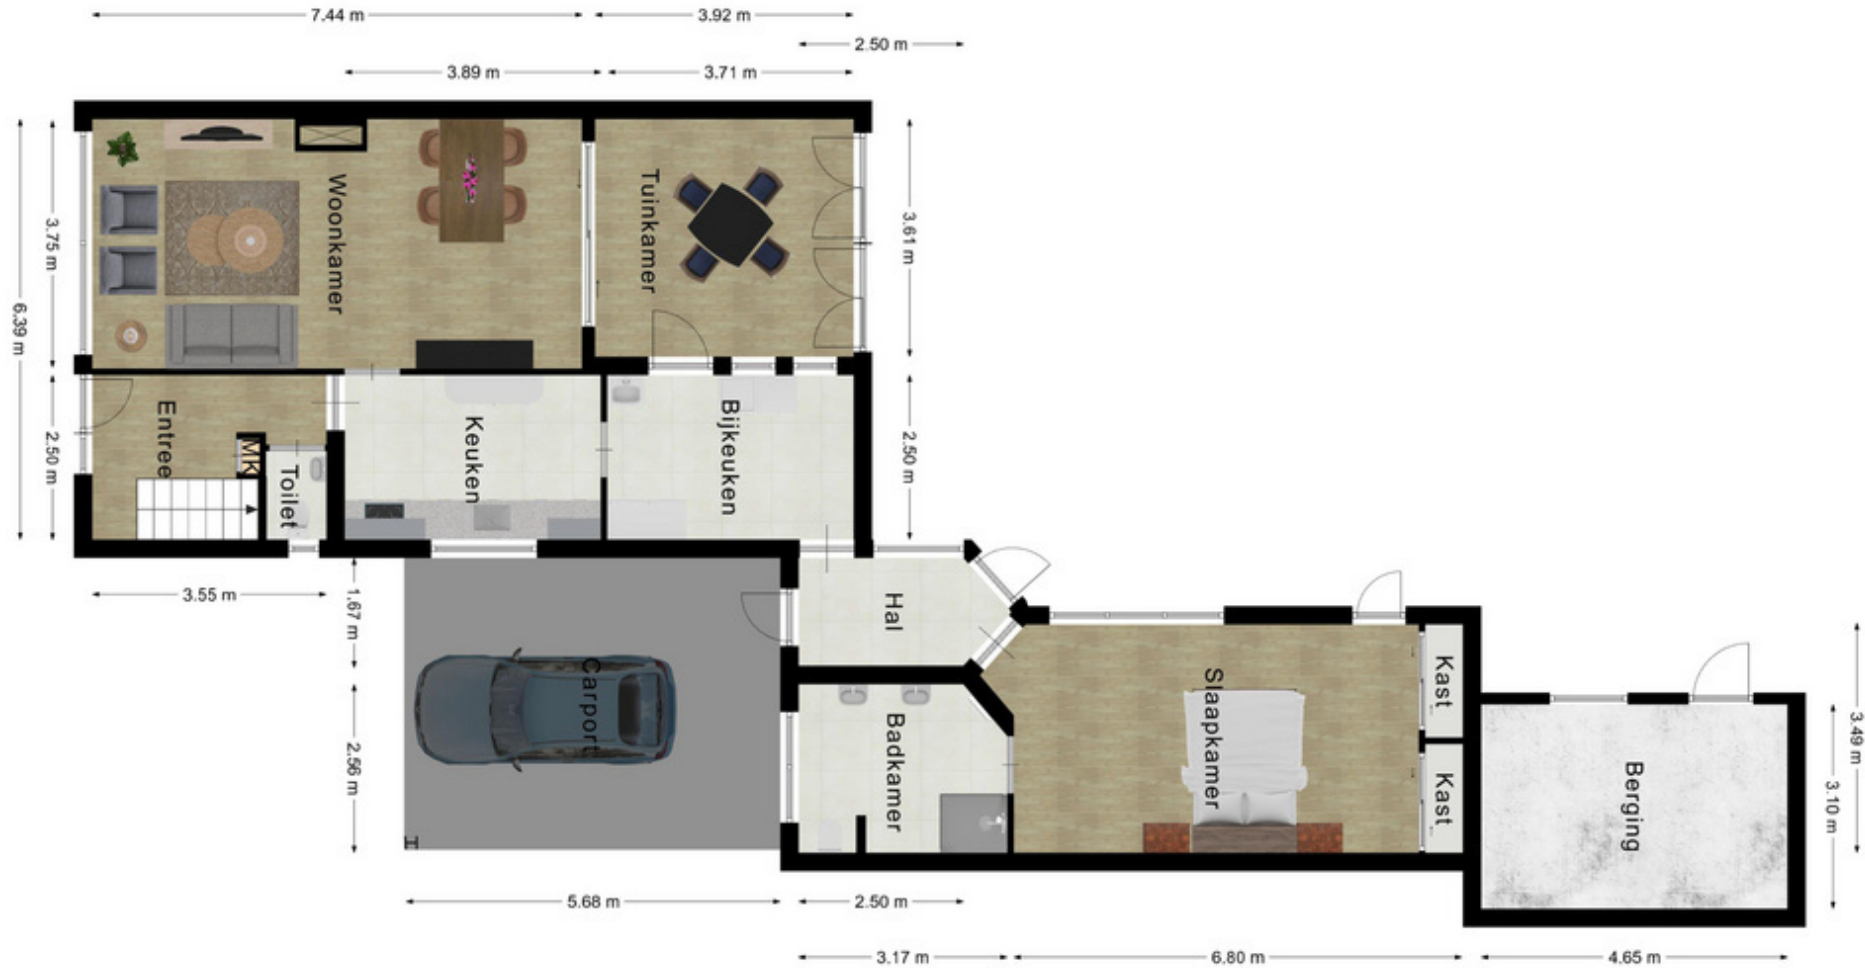 7.44 m
3.92 m
2.50 m
3.89 m
3.71 m
6.39 m
3.75 m
Woonkamer
Tuinkamer
3.61 m
2.50 m
Entree
MK
Toilet
Keuken
Bijkeuken
2.50 m
3.55 m
1.67 m
Hal
Carport
2.56 m
Badkamer
Slaapkamer
Kast
Kast
Berging
3.49 m
3.10 m
5.68 m
2.50 m
3.17 m
6.80 m
4.65 m